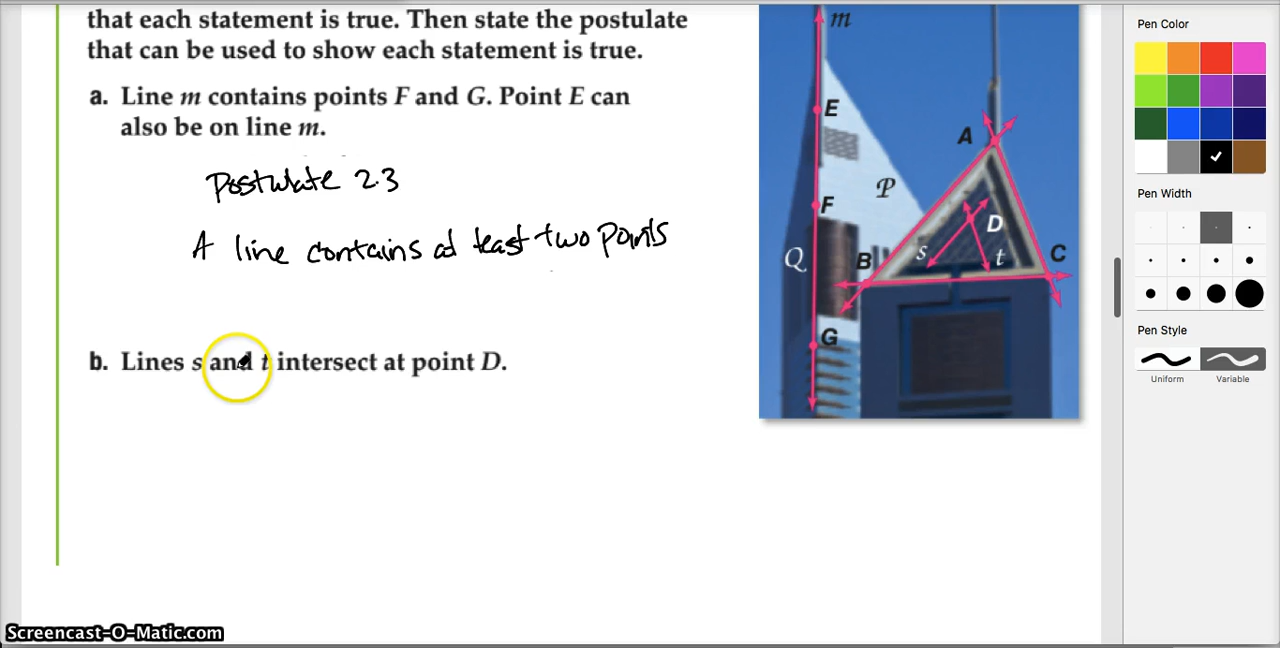 that each statement is true. Then state the postulate
that can be used to show each statement is true.
a. Line m contains points F and G. Point E can
also be on line m.
Postulate 2.3
A line contains at least two points
b. Lines s and t intersect at point D.
m
E
A
P
F
D
s
t
C
Q
B
G
Pen Color
Pen Width
Pen Style
Uniform
Variable
Screencast-O-Matic.com